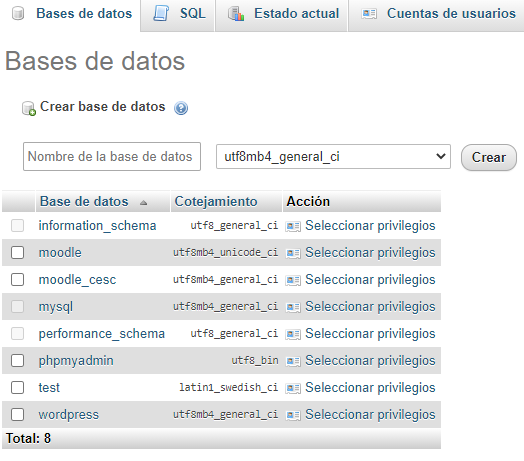 Bases de datos SQL Estado actual Cuentas de usuarios
Bases de datos
Crear base de datos
Nombre de la base de datos utf8mb4_general_ci Crear
Base de datos Cotejamiento Acción
information_schema utf8_general_ci Seleccionar privilegios
moodle utf8mb4_unicode_ci Seleccionar privilegios
moodle_cesc utf8mb4_general_ci Seleccionar privilegios
mysql utf8mb4_general_ci Seleccionar privilegios
performance_schema utf8_general_ci Seleccionar privilegios
phpmyadmin utf8_bin Seleccionar privilegios
test latin1_swedish_ci Seleccionar privilegios
wordpress utf8mb4_general_ci Seleccionar privilegios
Total: 8